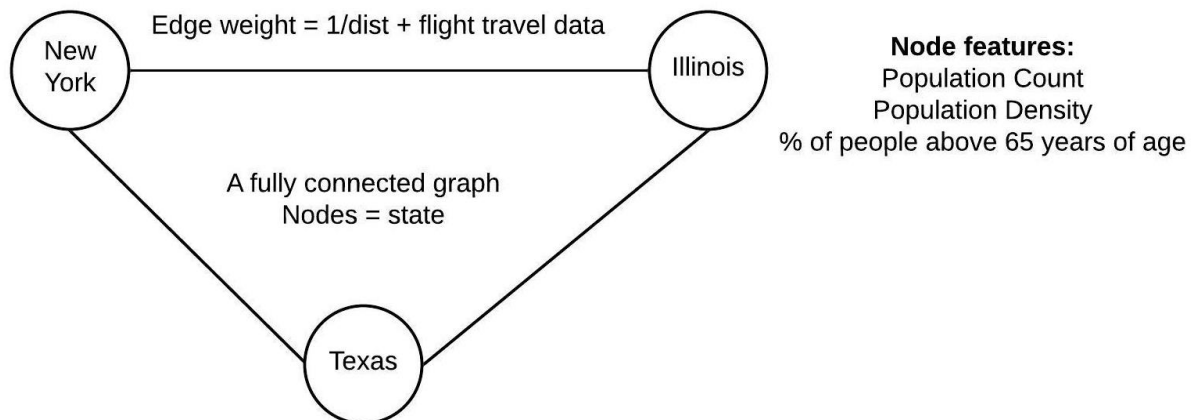 Edge weight = 1/dist + flight travel data
New
York
Illinois
Node features:
Population Count
Population Density
% of people above 65 years of age
A fully connected graph
Nodes = state
Texas